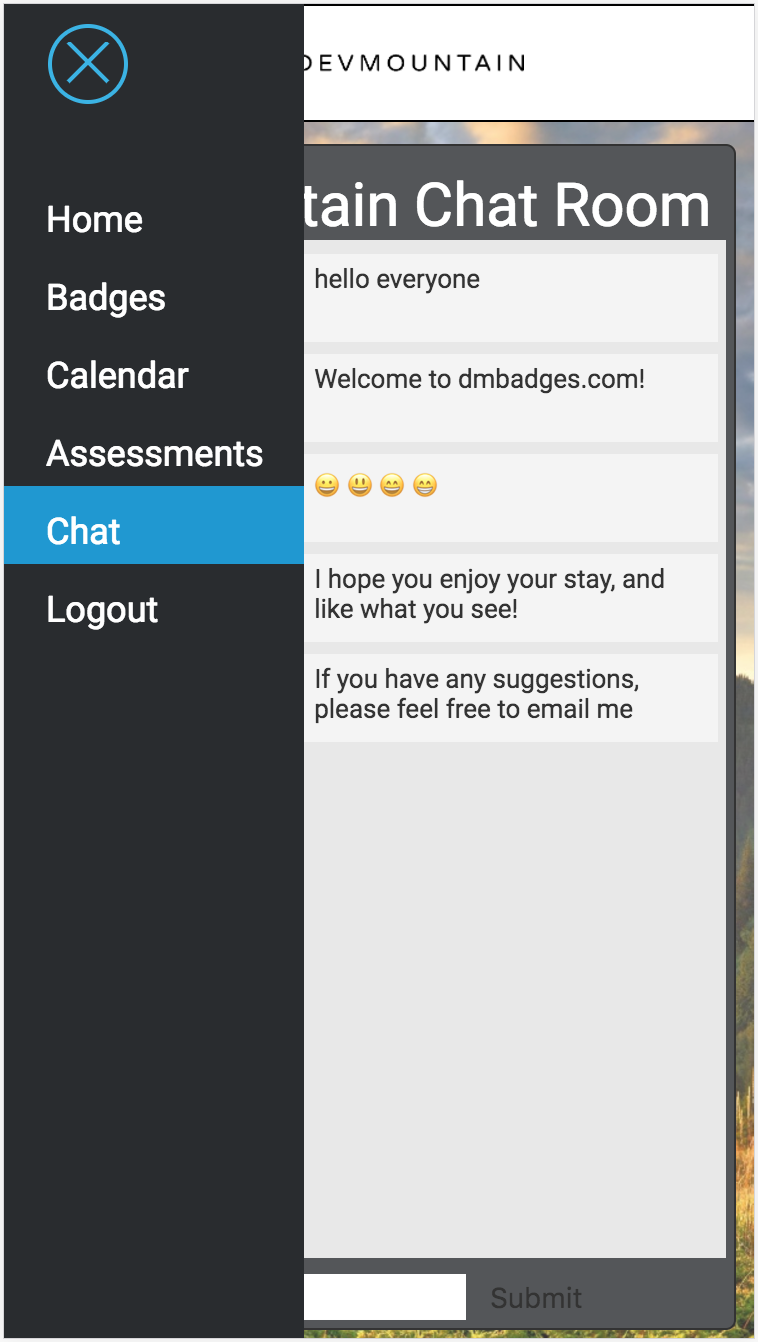 DEVMOUNTAIN
Home
Badges
Calendar
Assessments
Chat
Logout
tain Chat Room
hello everyone
Welcome to dmbadges.com!
😀 😃 😄 😁
I hope you enjoy your stay, and
like what you see!
If you have any suggestions,
please feel free to email me
Submit